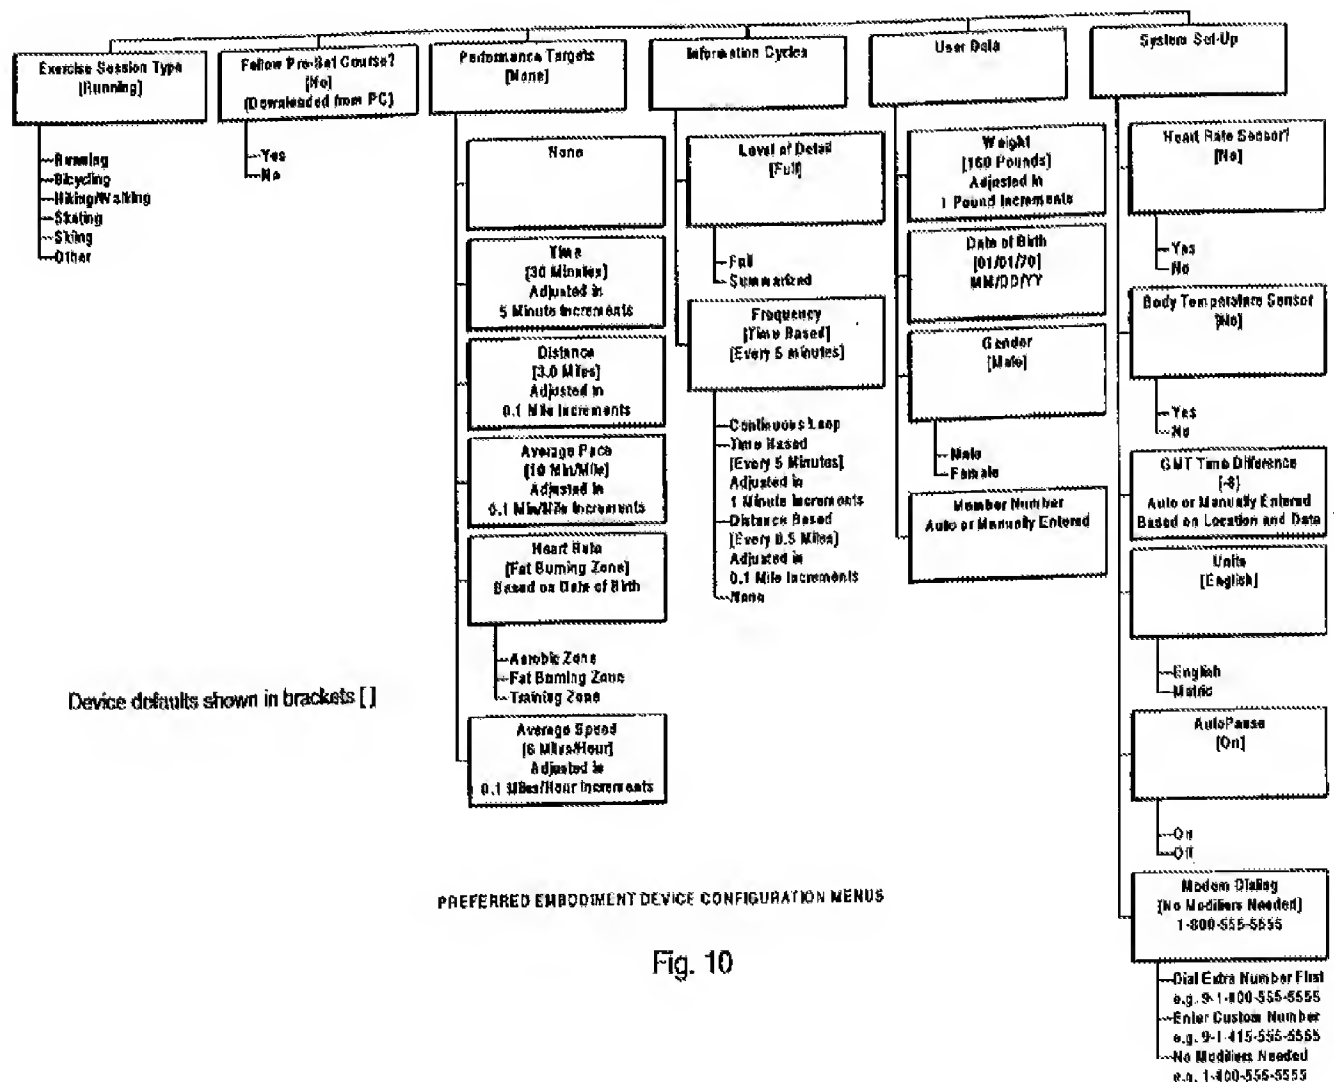 Exercise Session Type
[Running]
Running
Bicycling
Hiking/Walking
Skating
Skiing
Other
Follow Pre-Set Course?
[No]
(Downloaded from PC)
Yes
No
Performance Targets
[None]
None
Time
[30 Minutes]
Adjusted in
5 Minute Increments
Distance
[3.0 Miles]
Adjusted in
0.1 Mile Increments
Average Pace
[10 Min/Mile]
Adjusted in
0.1 Min/Mile Increments
Heart Rate
[Fat Burning Zone]
Based on Date of Birth
Aerobic Zone
Fat Burning Zone
Training Zone
Average Speed
[6 Miles/Hour]
Adjusted in
0.1 Miles/Hour Increments
Information Cycles
Level of Detail
[Full]
Full
Summarized
Frequency
[Time Based]
[Every 5 minutes]
Continuous Loop
Time Based
[Every 5 Minutes]
Adjusted in
1 Minute Increments
Distance Based
[Every 0.5 Miles]
Adjusted in
0.1 Mile Increments
None
User Data
Weight
[160 Pounds]
Adjusted in
1 Pound Increments
Date of Birth
[01/01/70]
MM/DD/YY
Gender
[Male]
Male
Female
Member Number
Auto or Manually Entered
System Set-Up
Heart Rate Sensor?
[No]
Yes
No
Body Temperature Sensor
[No]
Yes
No
GMT Time Difference
[-8]
Auto or Manually Entered
Based on Location and Data
Units
[English]
English
Metric
AutoPause
[On]
On
Off
Modem Dialing
[No Modifiers Needed]
1-800-555-5555
Dial Extra Number First
e.g. 9-1-800-555-5555
Enter Custom Number
e.g. 9-1-415-555-5555
No Modifiers Needed
e.g. 1-800-555-5555
Device defaults shown in brackets [ ]
PREFERRED EMBODIMENT DEVICE CONFIGURATION MENUS
Fig. 10